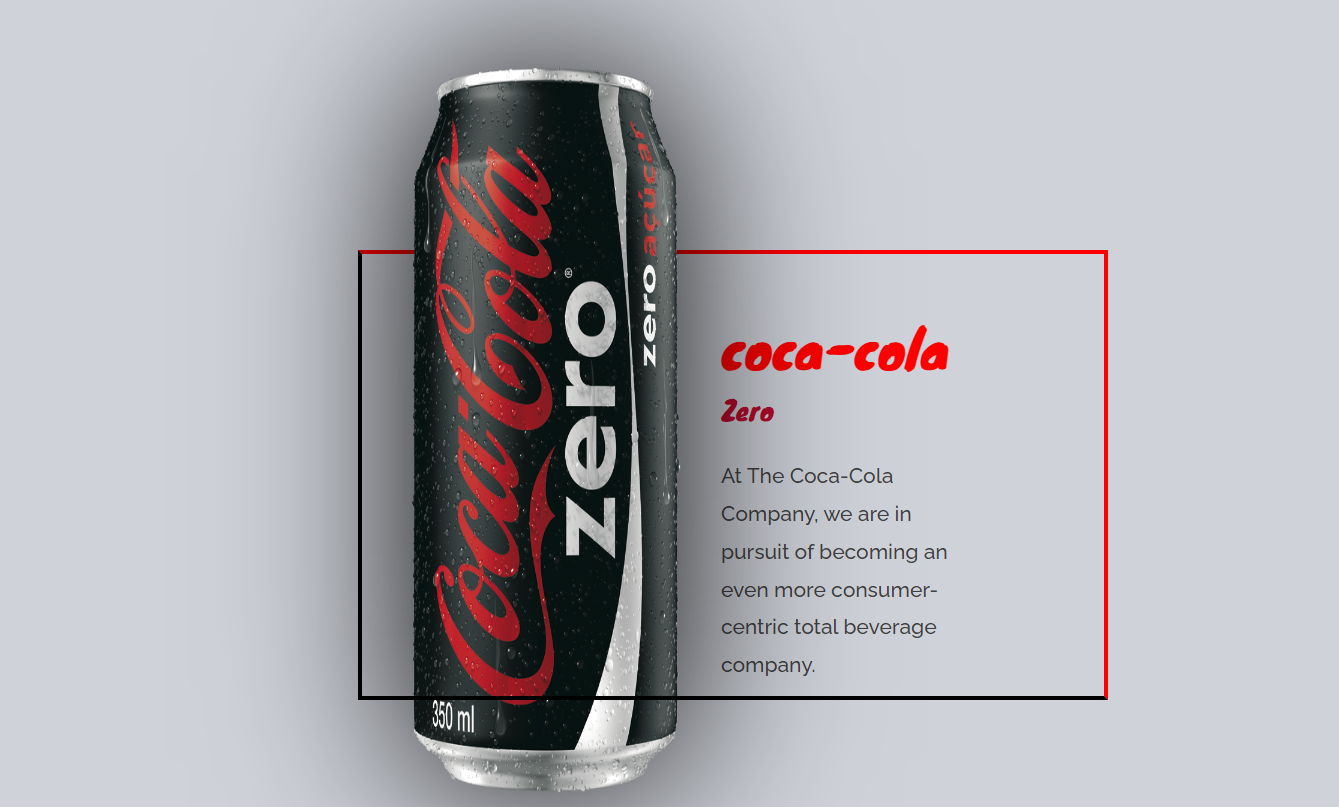 Coca-Cola
zero®
zero açúcar
350 ml
coca-cola
Zero
At The Coca-Cola
Company, we are in
pursuit of becoming an
even more consumer-
centric total beverage
company.